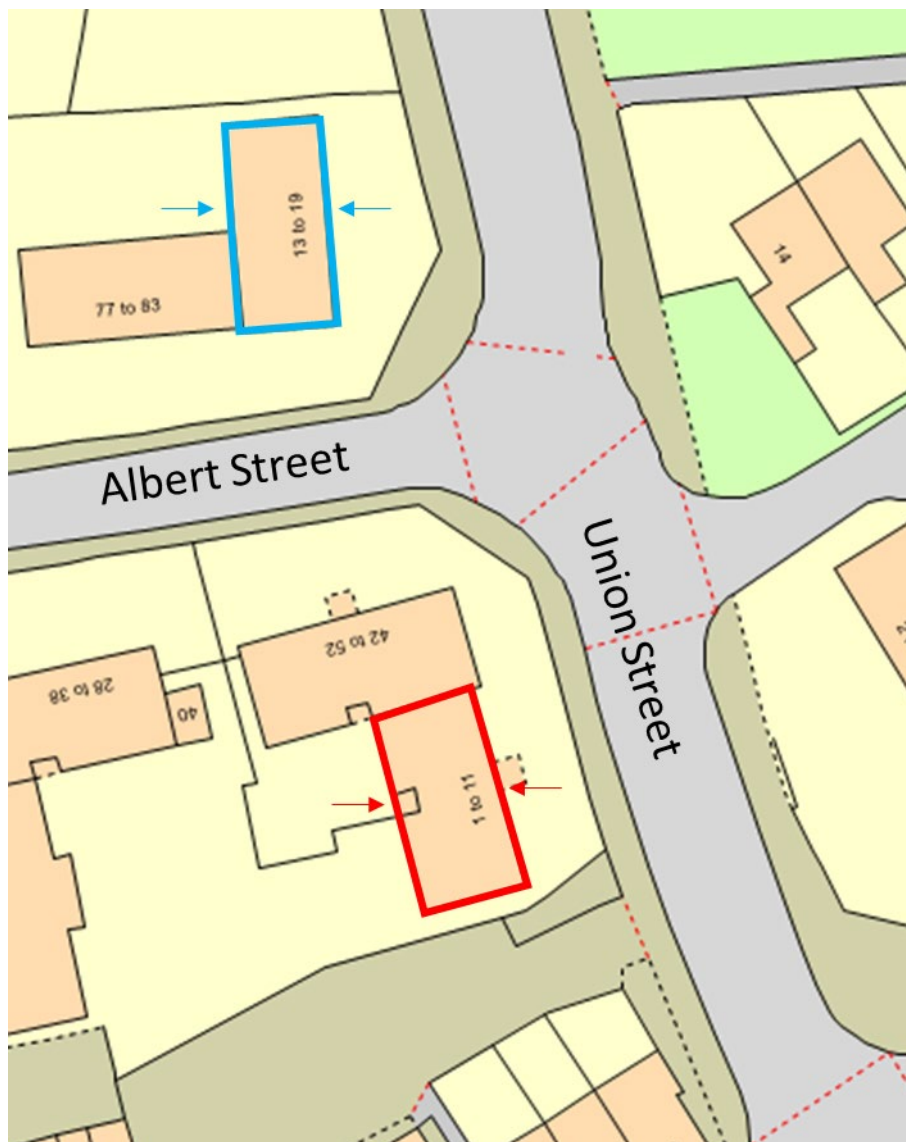 13 to 19
14
77 to 83
Albert Street
Union Street
42 to 52
28 to 38
40
1 to 11